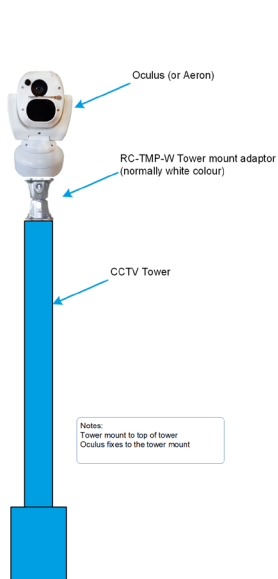 Oculus (or Aeron)
RC-TMP-W Tower mount adaptor
(normally white colour)
CCTV Tower
Notes:
Tower mount to top of tower
Oculus fixes to the tower mount